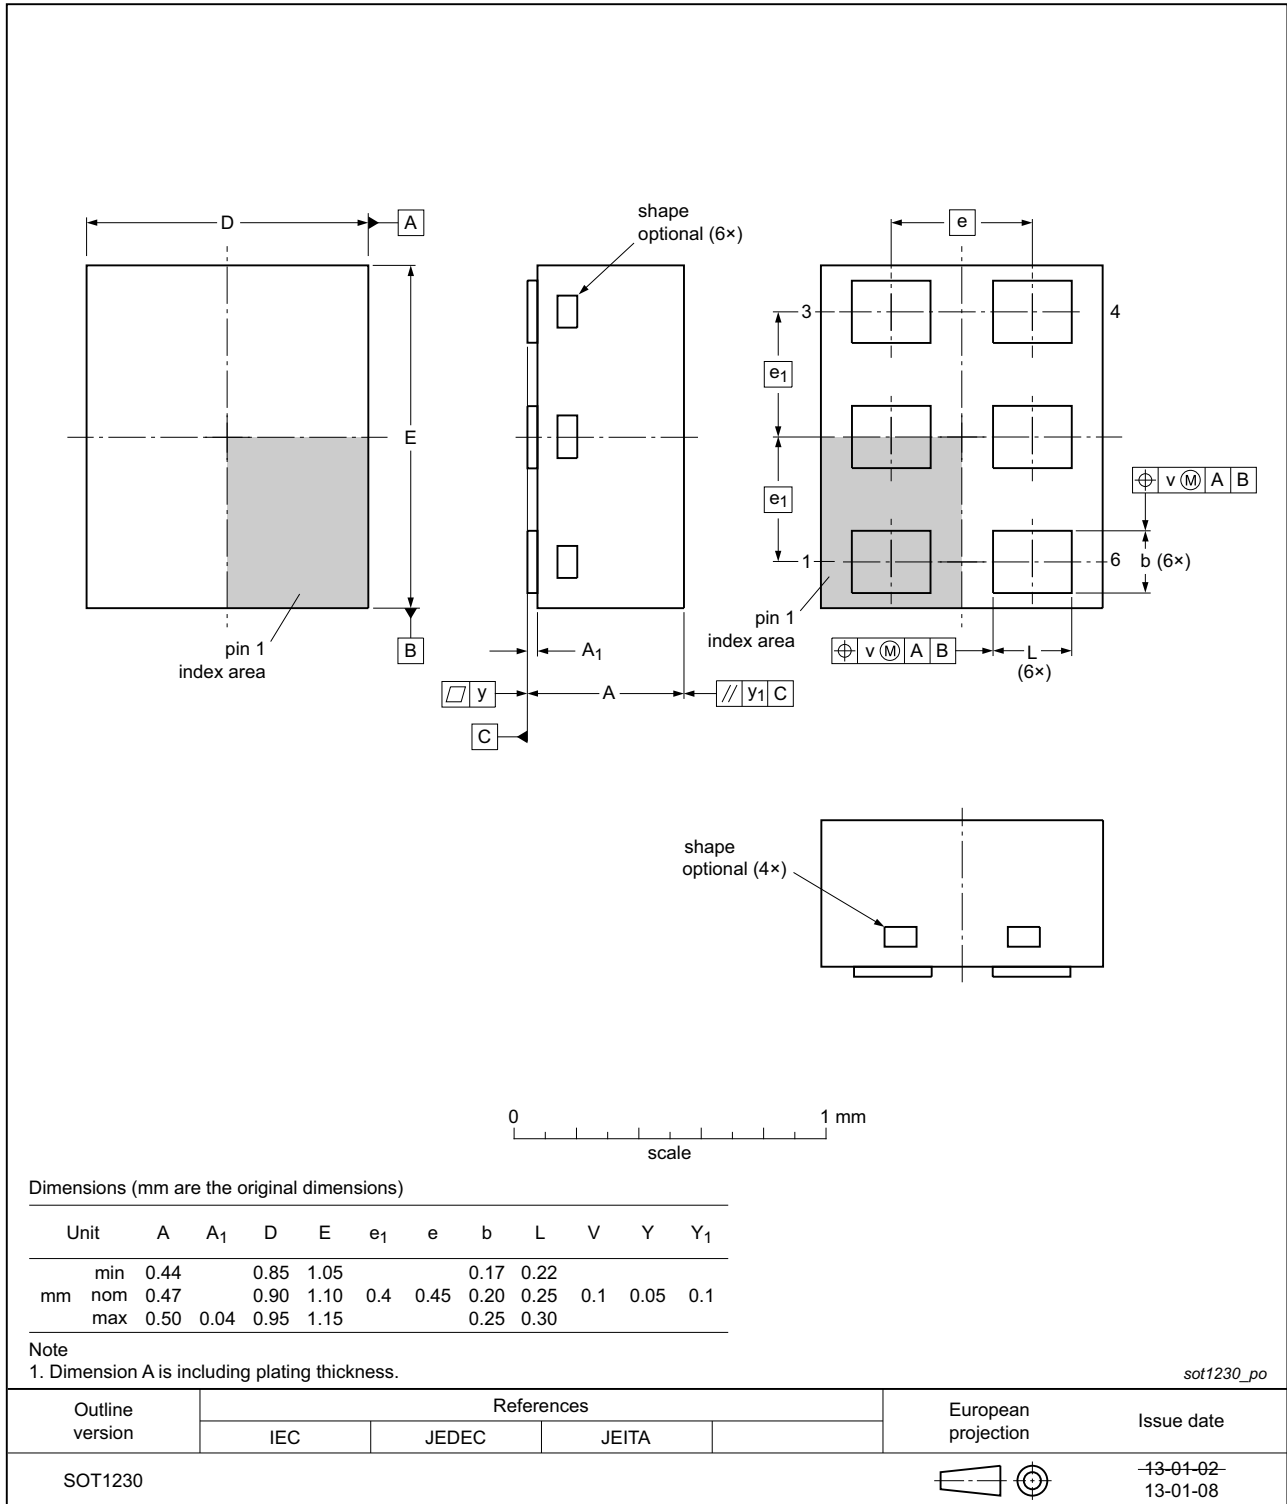 D
A
E
pin 1
index area
B
shape
optional (6×)
A1
y
A
// y1 C
C
e
3
4
e1
e1
1
6
v M A B
b (6×)
pin 1
index area
v M A B
L
(6×)
shape
optional (4×)
0
1 mm
scale
Dimensions (mm are the original dimensions)
Unit A A1 D E e1 e b L V Y Y1
min 0.44 0.85 1.05 0.17 0.22
mm nom 0.47 0.90 1.10 0.4 0.45 0.20 0.25 0.1 0.05 0.1
max 0.50 0.04 0.95 1.15 0.25 0.30
Note
1. Dimension A is including plating thickness.
sot1230_po
Outline
version
References
IEC JEDEC JEITA
European
projection
Issue date
SOT1230
13-01-02
13-01-08